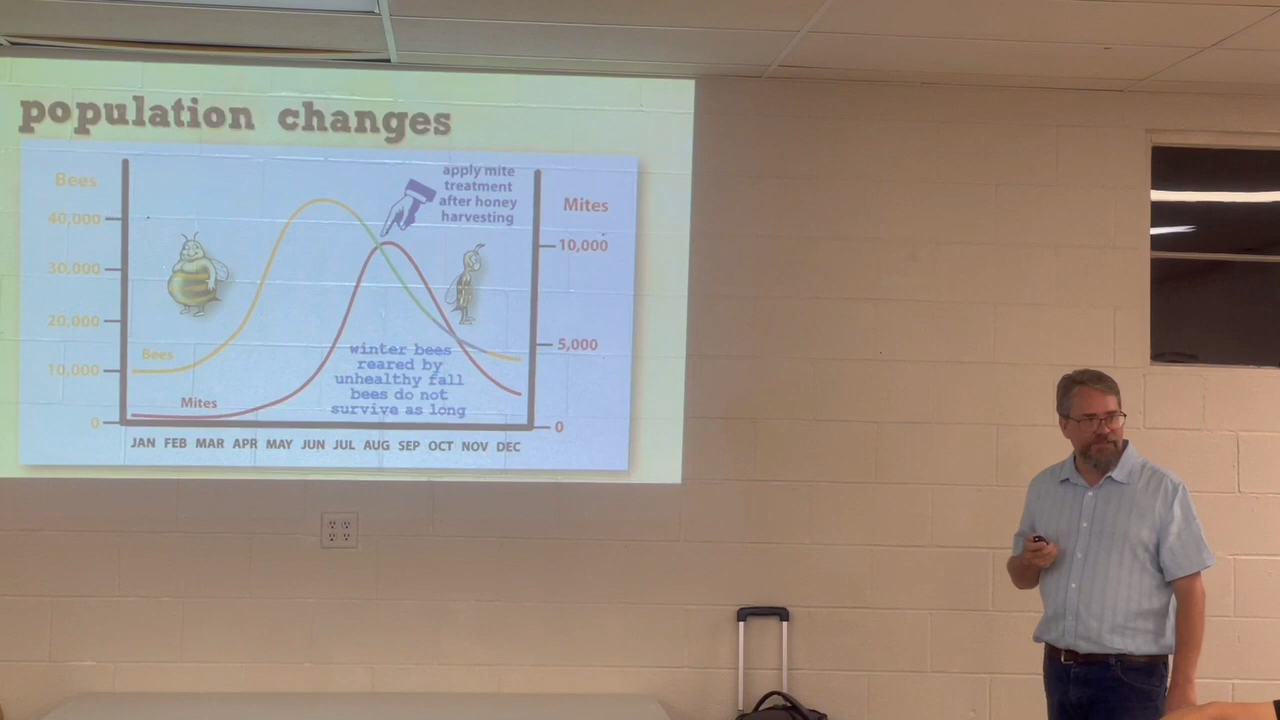 population changes
Bees
40,000
30,000
20,000
10,000
0
Bees
Mites
apply mite
treatment
after honey
harvesting
winter bees
reared by
unhealthy fall
bees do not
survive as long
Mites
10,000
5,000
0
JAN FEB MAR APR MAY JUN JUL AUG SEP OCT NOV DEC